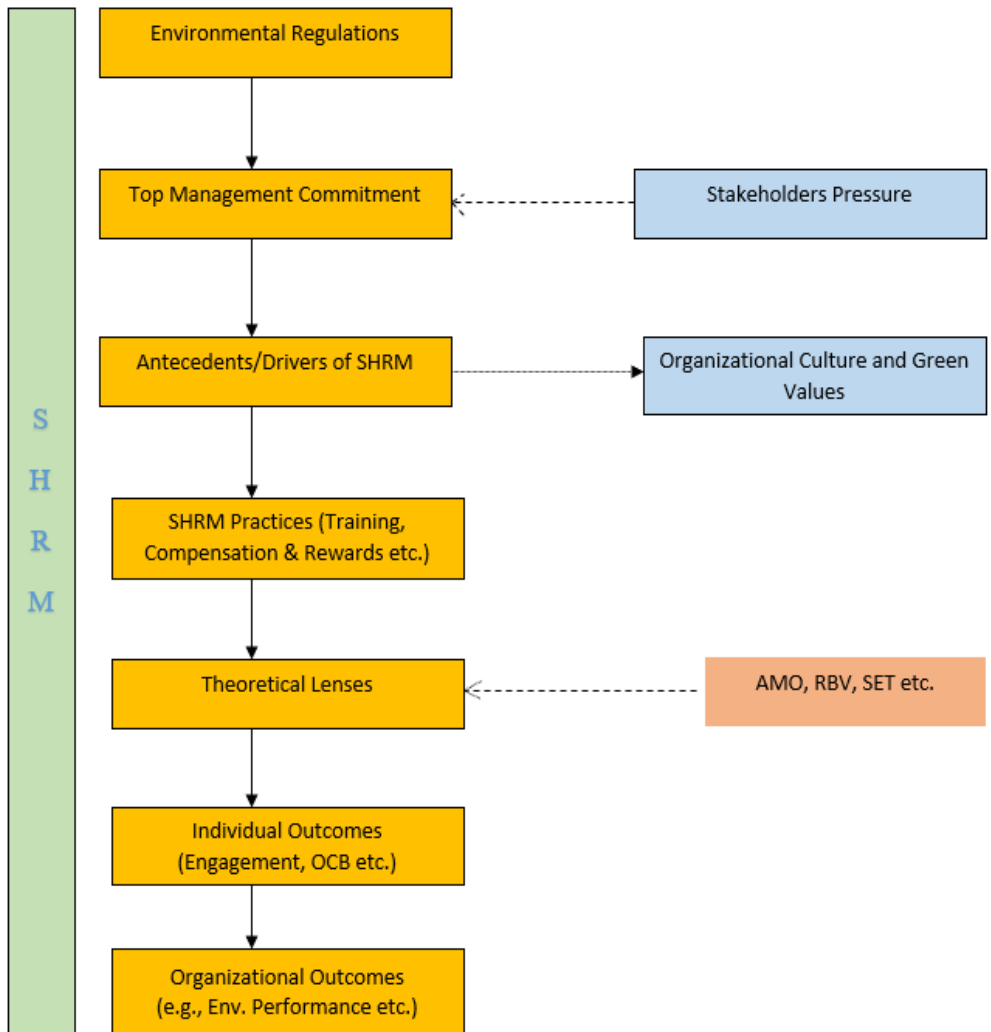 Environmental Regulations
Top Management Commitment
Stakeholders Pressure
Antecedents/Drivers of SHRM
Organizational Culture and Green
Values
S
H
R
M
SHRM Practices (Training,
Compensation & Rewards etc.)
Theoretical Lenses
AMO, RBV, SET etc.
Individual Outcomes
(Engagement, OCB etc.)
Organizational Outcomes
(e.g., Env. Performance etc.)